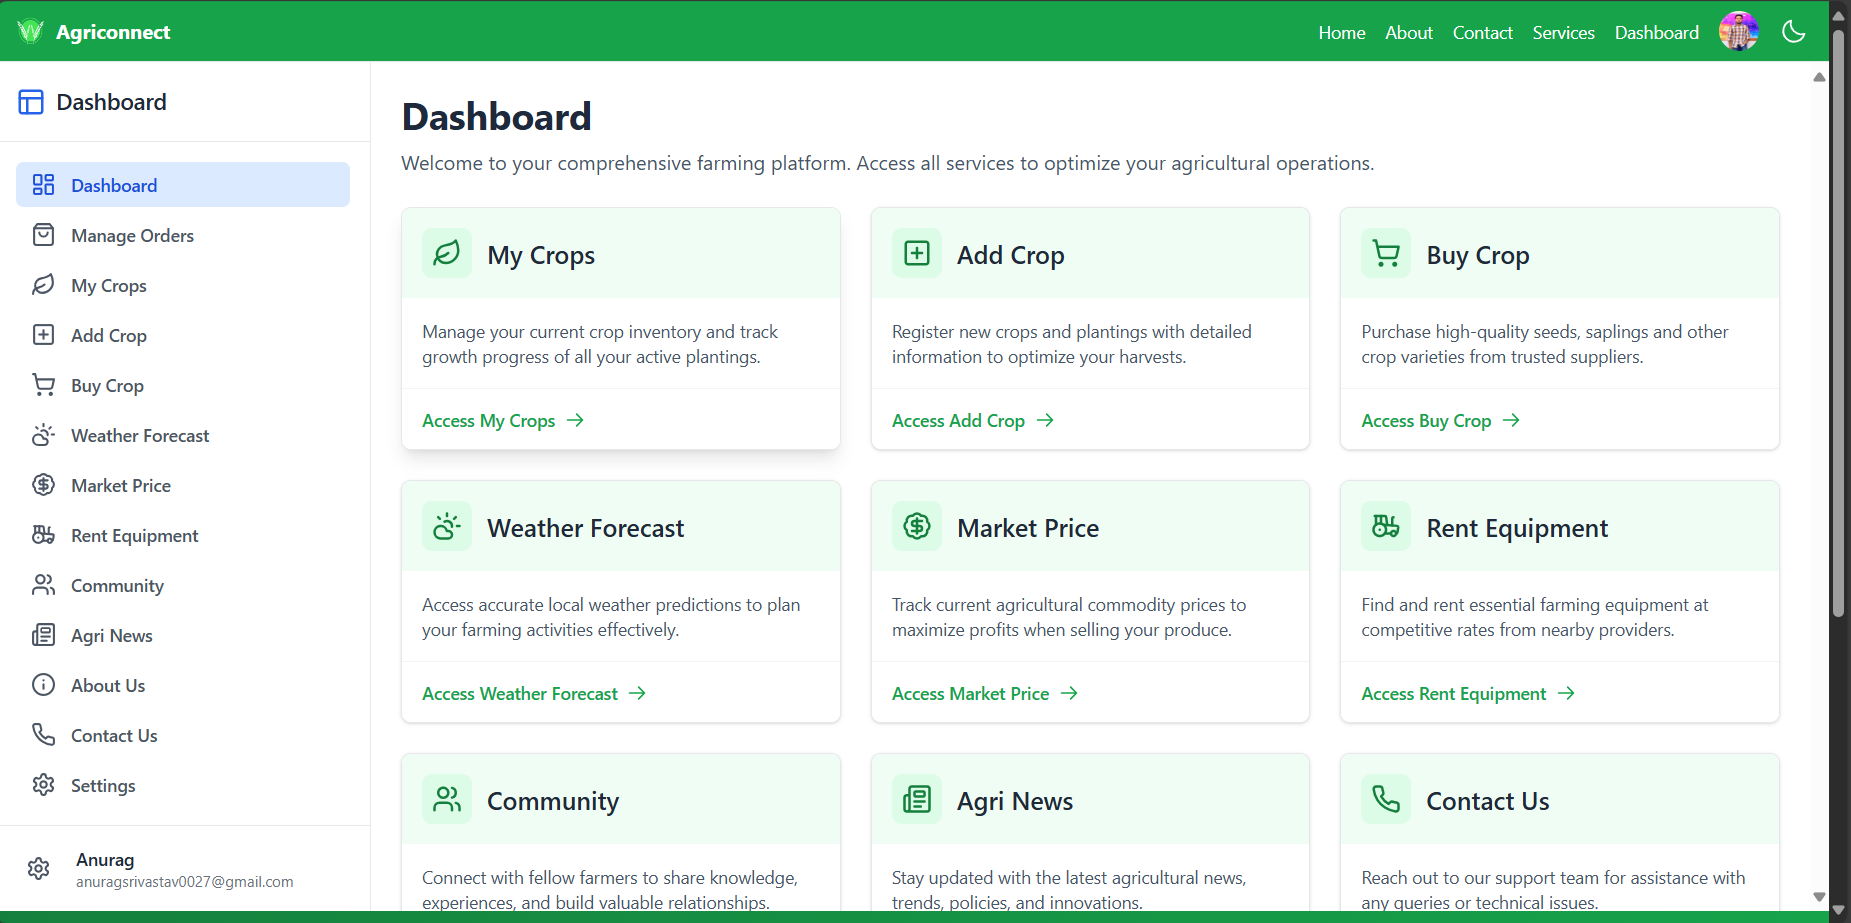 Agriconnect
Home About Contact Services Dashboard
Dashboard
Dashboard
Manage Orders
My Crops
Add Crop
Buy Crop
Weather Forecast
Market Price
Rent Equipment
Community
Agri News
About Us
Contact Us
Settings
Anurag
anuragsrivastav0027@gmail.com
Dashboard
Welcome to your comprehensive farming platform. Access all services to optimize your agricultural operations.
My Crops
Manage your current crop inventory and track
growth progress of all your active plantings.
Access My Crops
Add Crop
Register new crops and plantings with detailed
information to optimize your harvests.
Access Add Crop
Buy Crop
Purchase high-quality seeds, saplings and other
crop varieties from trusted suppliers.
Access Buy Crop
Weather Forecast
Access accurate local weather predictions to plan
your farming activities effectively.
Access Weather Forecast
Market Price
Track current agricultural commodity prices to
maximize profits when selling your produce.
Access Market Price
Rent Equipment
Find and rent essential farming equipment at
competitive rates from nearby providers.
Access Rent Equipment
Community
Connect with fellow farmers to share knowledge,
experiences, and build valuable relationships.
Agri News
Stay updated with the latest agricultural news,
trends, policies, and innovations.
Contact Us
Reach out to our support team for assistance with
any queries or technical issues.